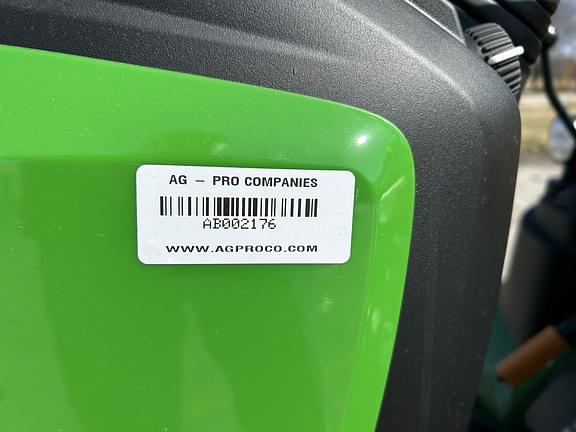 AG - PRO COMPANIES
AB002176
WWW.AGPROCO.COM